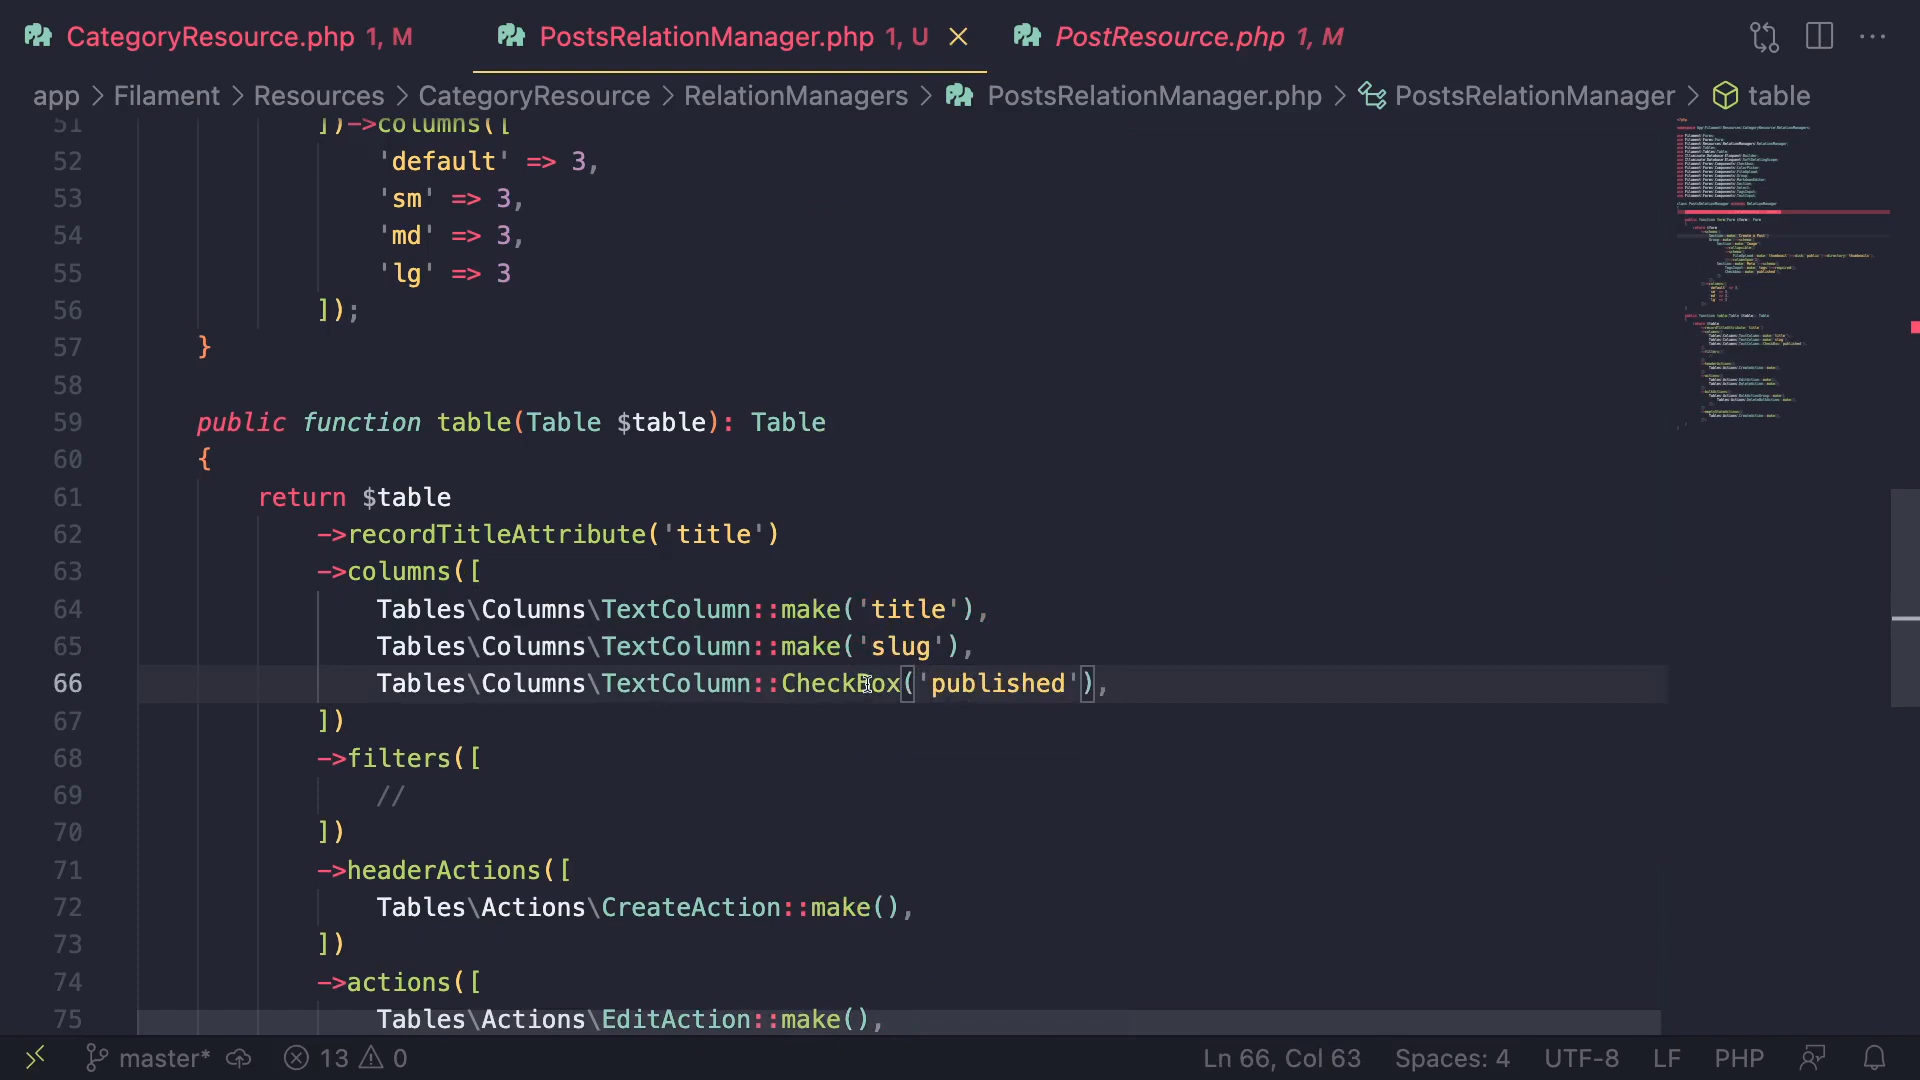 CategoryResource.php 1, M PostsRelationManager.php 1, U PostResource.php 1, M
app > Filament > Resources > CategoryResource > RelationManagers > PostsRelationManager.php > PostsRelationManager > table
51 ])->columns([
52 'default' => 3,
53 'sm' => 3,
54 'md' => 3,
55 'lg' => 3
56 ]);
57 }
58
59 public function table(Table $table): Table
60 {
61 return $table
62 ->recordTitleAttribute('title')
63 ->columns([
64 Tables\Columns\TextColumn::make('title'),
65 Tables\Columns\TextColumn::make('slug'),
66 Tables\Columns\TextColumn::CheckBox('published'),
67 ])
68 ->filters([
69 //
70 ])
71 ->headerActions([
72 Tables\Actions\CreateAction::make(),
73 ])
74 ->actions([
75 Tables\Actions\EditAction::make(),
master* 13 0 Ln 66, Col 63 Spaces: 4 UTF-8 LF PHP